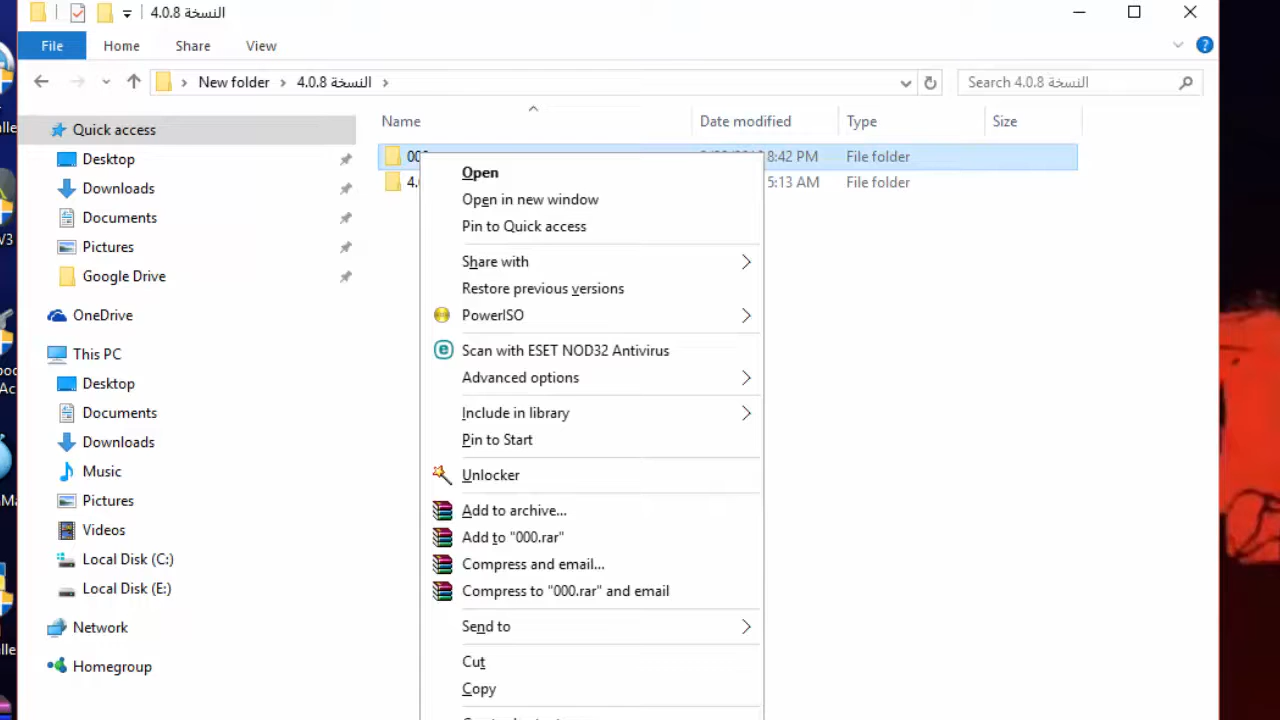 4.0.8 النسخة
File Home Share View
New folder 4.0.8 النسخة
Search 4.0.8 النسخة
Name Date modified Type Size
8:42 PM File folder
5:13 AM File folder
Quick access
Desktop
Downloads
Documents
Pictures
Google Drive
OneDrive
This PC
Desktop
Documents
Downloads
Music
Pictures
Videos
Local Disk (C:)
Local Disk (E:)
Network
Homegroup
Open
Open in new window
Pin to Quick access
Share with
Restore previous versions
PowerISO
Scan with ESET NOD32 Antivirus
Advanced options
Include in library
Pin to Start
Unlocker
Add to archive...
Add to "000.rar"
Compress and email...
Compress to "000.rar" and email
Send to
Cut
Copy